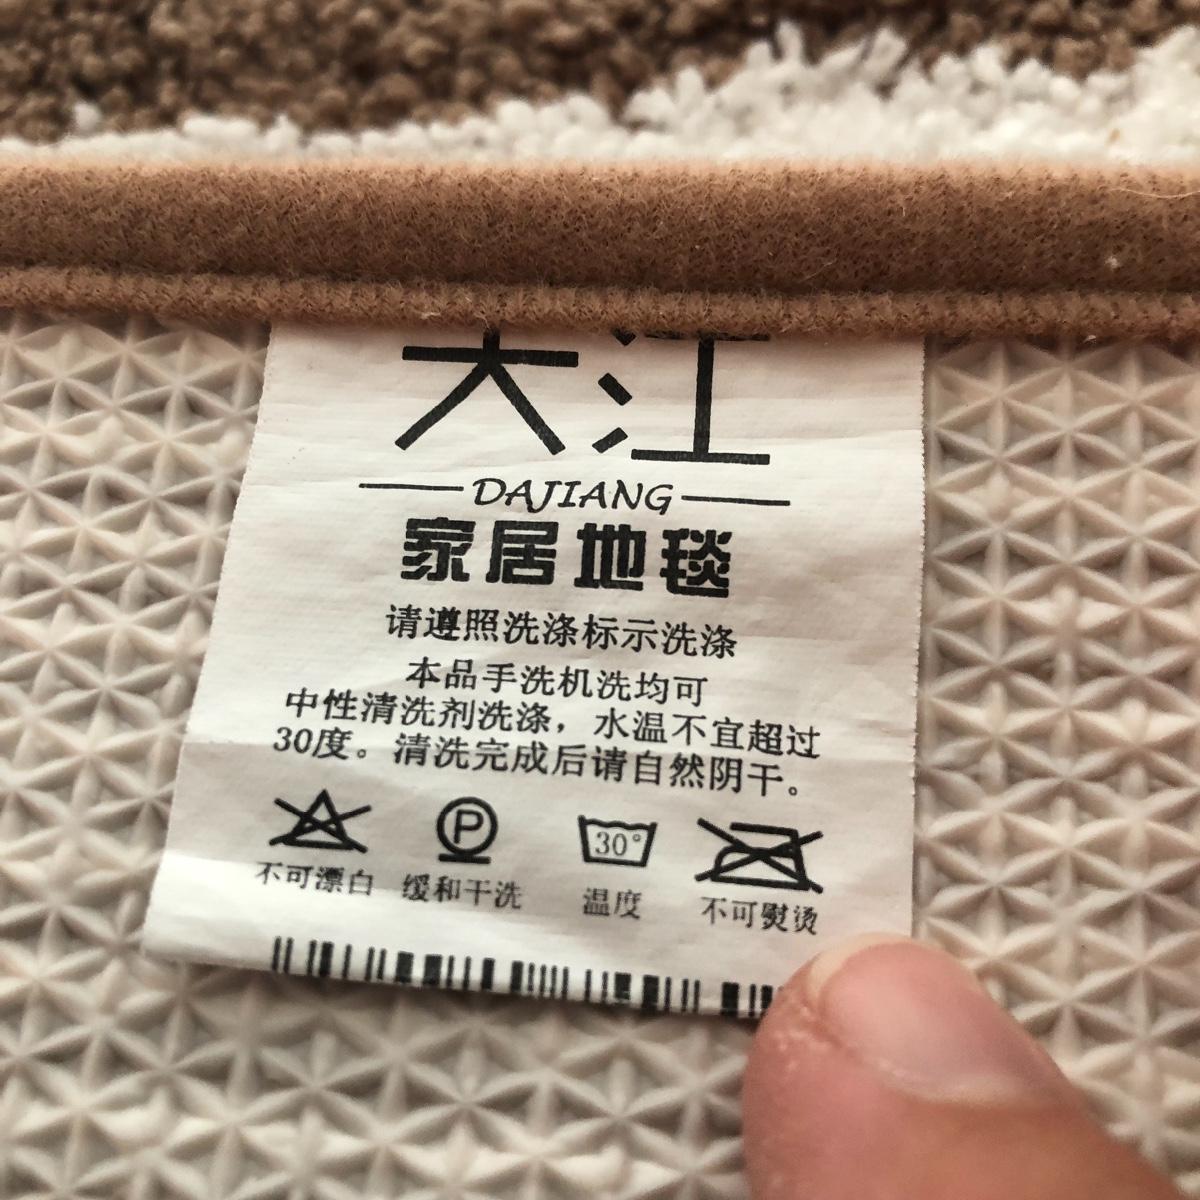 大江
DAJIANG
家居地毯
请遵照洗涤标示洗涤
本品手洗机洗均可
中性清洗剂洗涤，水温不宜超过
30度。清洗完成后请自然阴干。
P 30°
不可漂白 缓和干洗 温度 不可熨烫